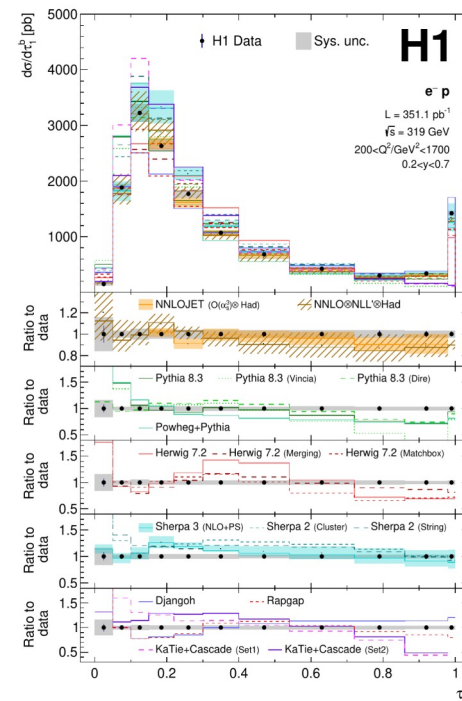 dσ/dτ₁ᵇ [pb]
H1 Data
Sys. unc.
H1
e⁻ p
L = 351.1 pb⁻¹
√s = 319 GeV
200<Q²/GeV²<1700
0.2<y<0.7
5000
4000
3000
2000
1000
Ratio to data
1.2
1.0
0.8
NNLOJET (O(αₛ³)⊗ Had)
NNLO⊗NLL'⊗Had
Ratio to data
1.5
1
0.5
Pythia 8.3
Pythia 8.3 (Vincia)
Pythia 8.3 (Dire)
Powheg+Pythia
Ratio to data
1.5
1
0.5
Herwig 7.2
Herwig 7.2 (Merging)
Herwig 7.2 (Matchbox)
Ratio to data
1.5
1
0.5
Sherpa 3 (NLO+PS)
Sherpa 2 (Cluster)
Sherpa 2 (String)
Ratio to data
1.5
1
0.5
Djangoh
Rapgap
KaTie+Cascade (Set1)
KaTie+Cascade (Set2)
0
0.2
0.4
0.6
0.8
1
τ